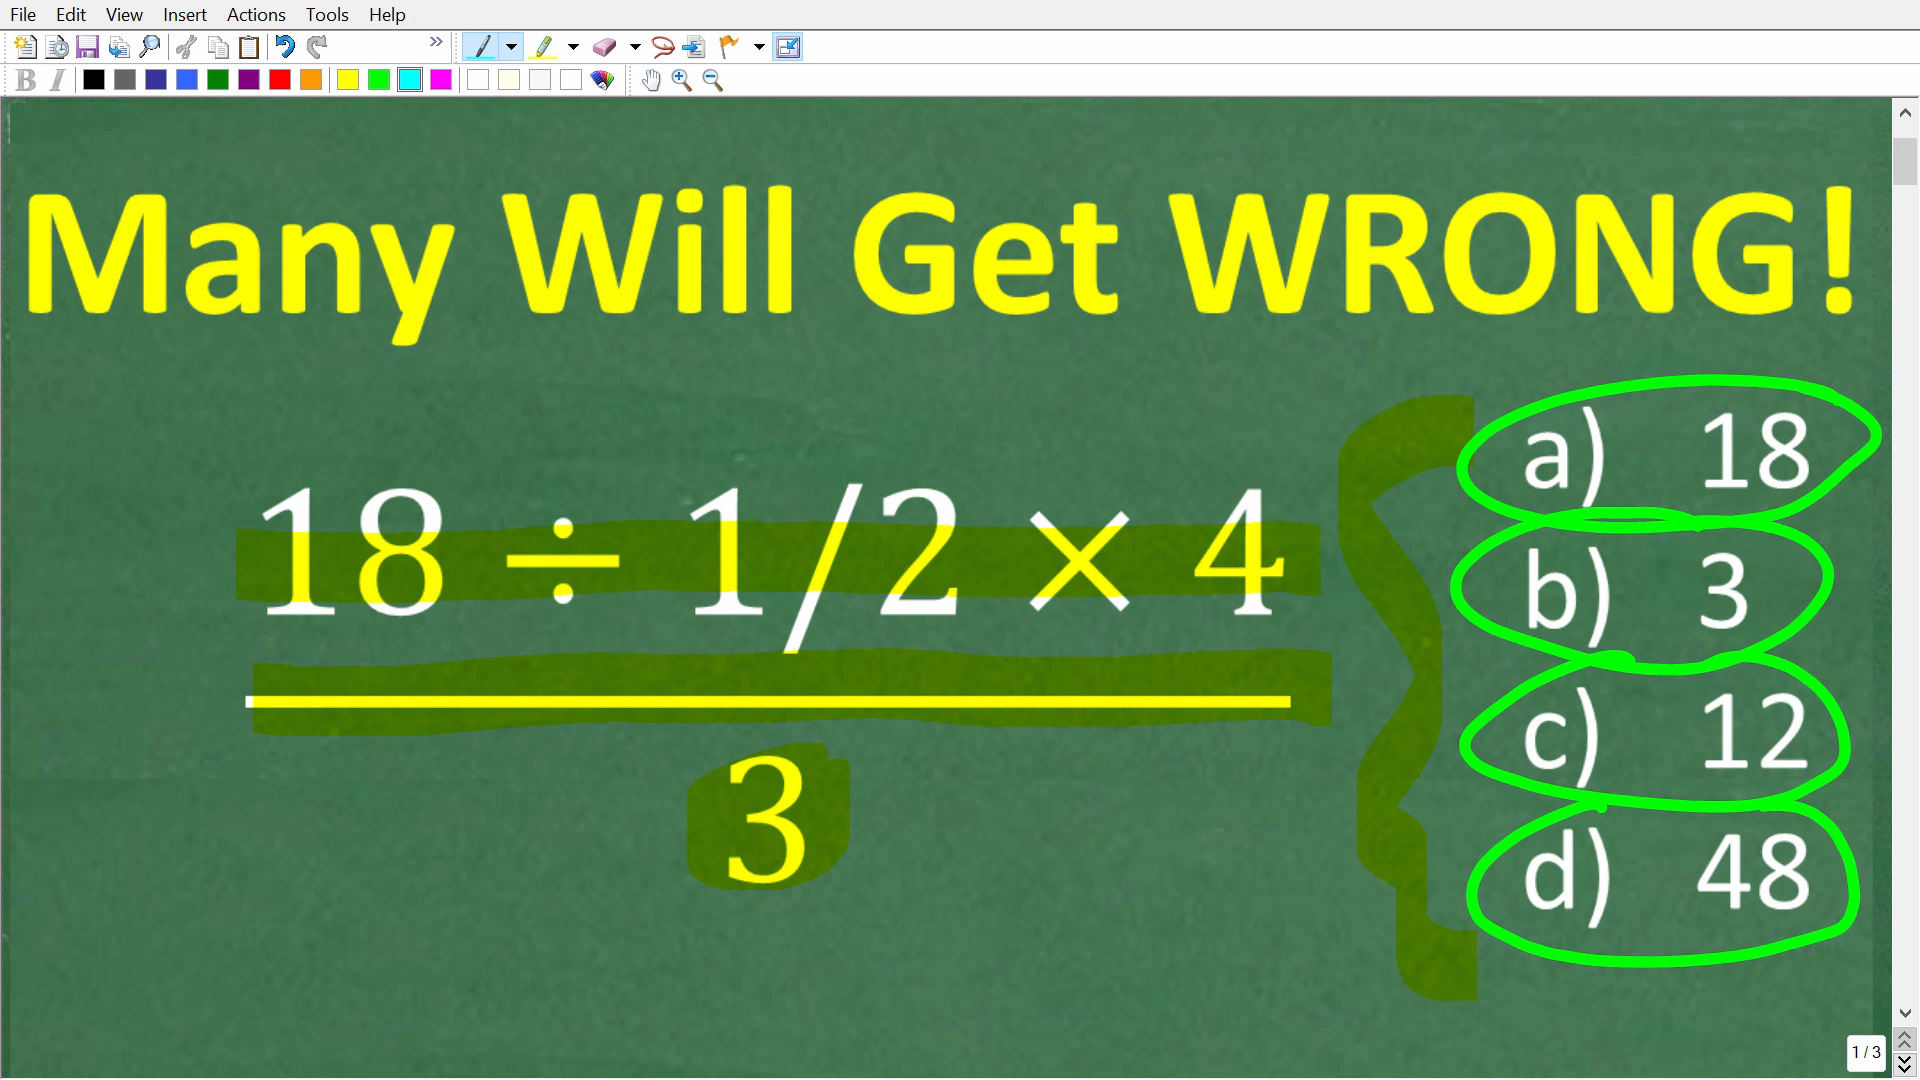 File Edit View Insert Actions Tools Help
B I
Many Will Get WRONG!
18 ÷ 1/2 × 4
3
a) 18
b) 3
c) 12
d) 48
1 / 3